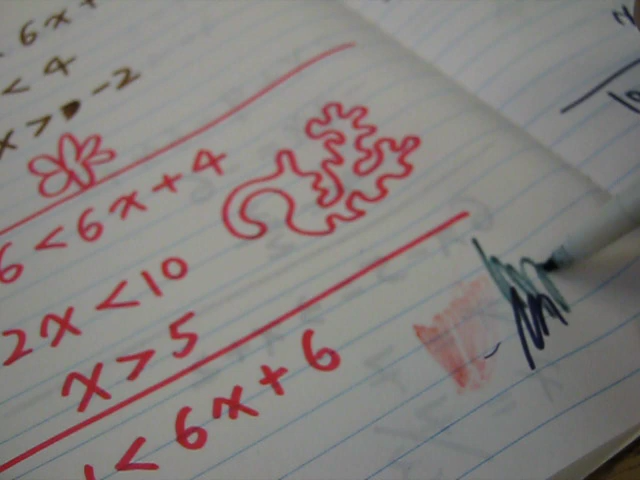 6x+
< 4
x > -2
6 < 6x + 4
2x < 10
x > 5
< 6x + 6